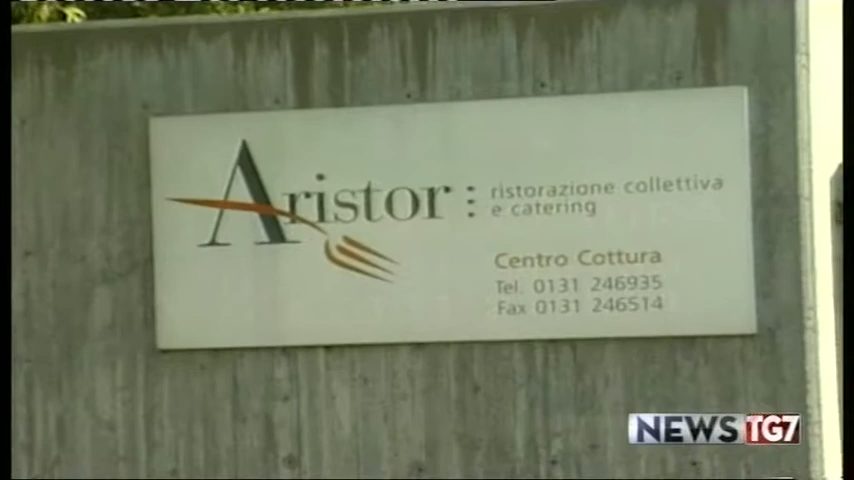 Aristor
ristorazione collettiva
e catering
Centro Cottura
Tel. 0131 246935
Fax 0131 246514
NEWS TG7